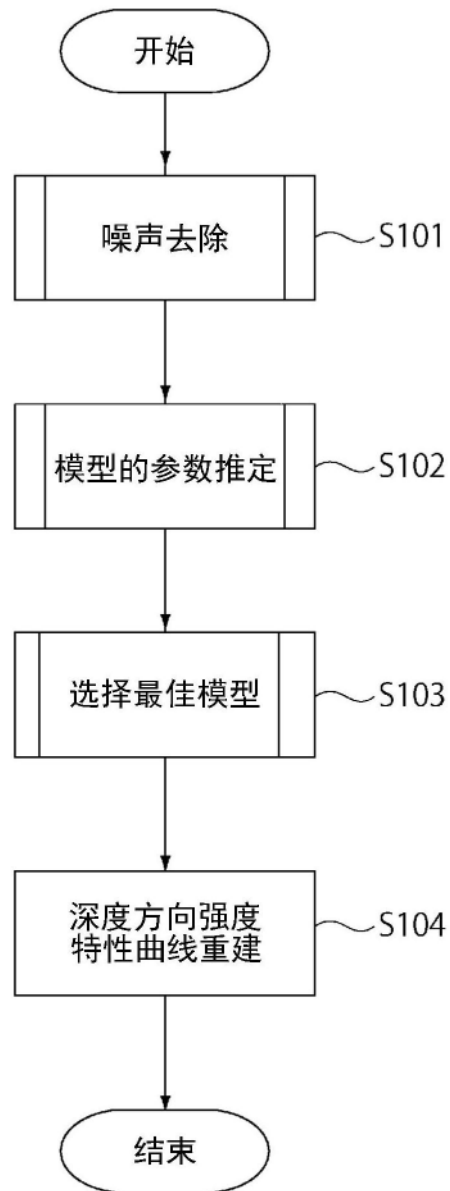 开始
噪声去除
S101
模型的参数推定
S102
选择最佳模型
S103
深度方向强度
特性曲线重建
S104
结束